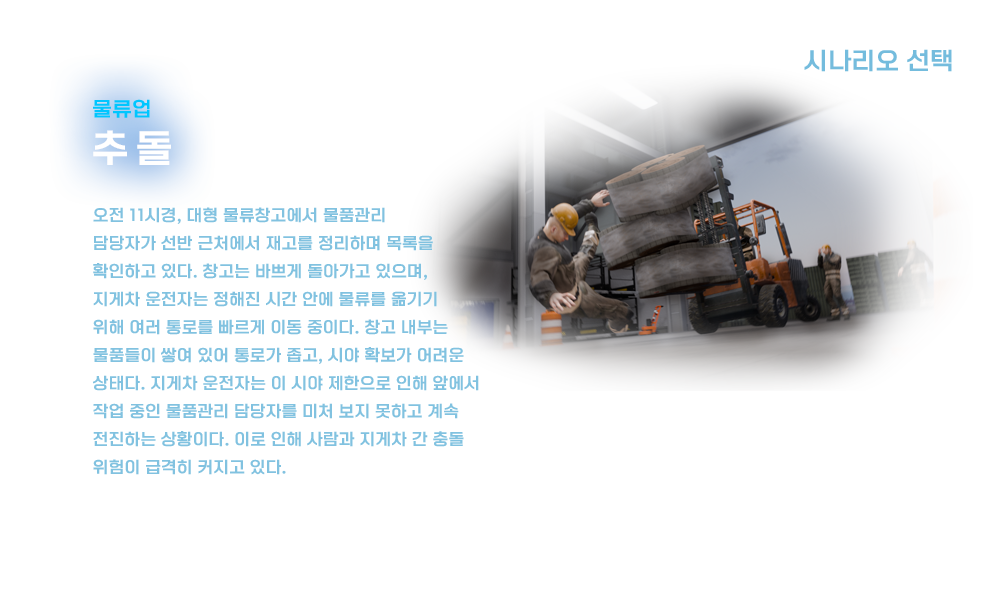 시나리오 선택
물류업
추돌
오전 11시경, 대형 물류창고에서 물품관리
담당자가 선반 근처에서 재고를 정리하며 목록을
확인하고 있다. 창고는 바쁘게 돌아가고 있으며,
지게차 운전자는 정해진 시간 안에 물류를 옮기기
위해 여러 통로를 빠르게 이동 중이다. 창고 내부는
물품들이 쌓여 있어 통로가 좁고, 시야 확보가 어려운
상태다. 지게차 운전자는 이 시야 제한으로 인해 앞에서
작업 중인 물품관리 담당자를 미처 보지 못하고 계속
전진하는 상황이다. 이로 인해 사람과 지게차 간 충돌
위험이 급격히 커지고 있다.